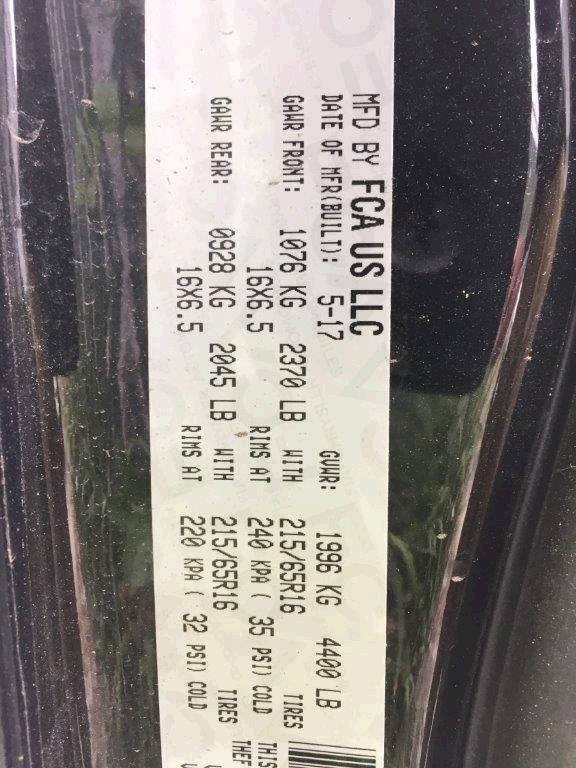 MFD BY FCA US LLC
DATE OF MFR(BUILT): 5-17 GVWR: 1996 KG 4400 LB
GAWR FRONT: 1076 KG 2370 LB WITH 215/65R16 TIRES
16X6.5 RIMS AT 240 KPA ( 35 PSI) COLD THIS
GAWR REAR: 0928 KG 2045 LB WITH 215/65R16 TIRES THEF
16X6.5 RIMS AT 220 KPA ( 32 PSI) COLD